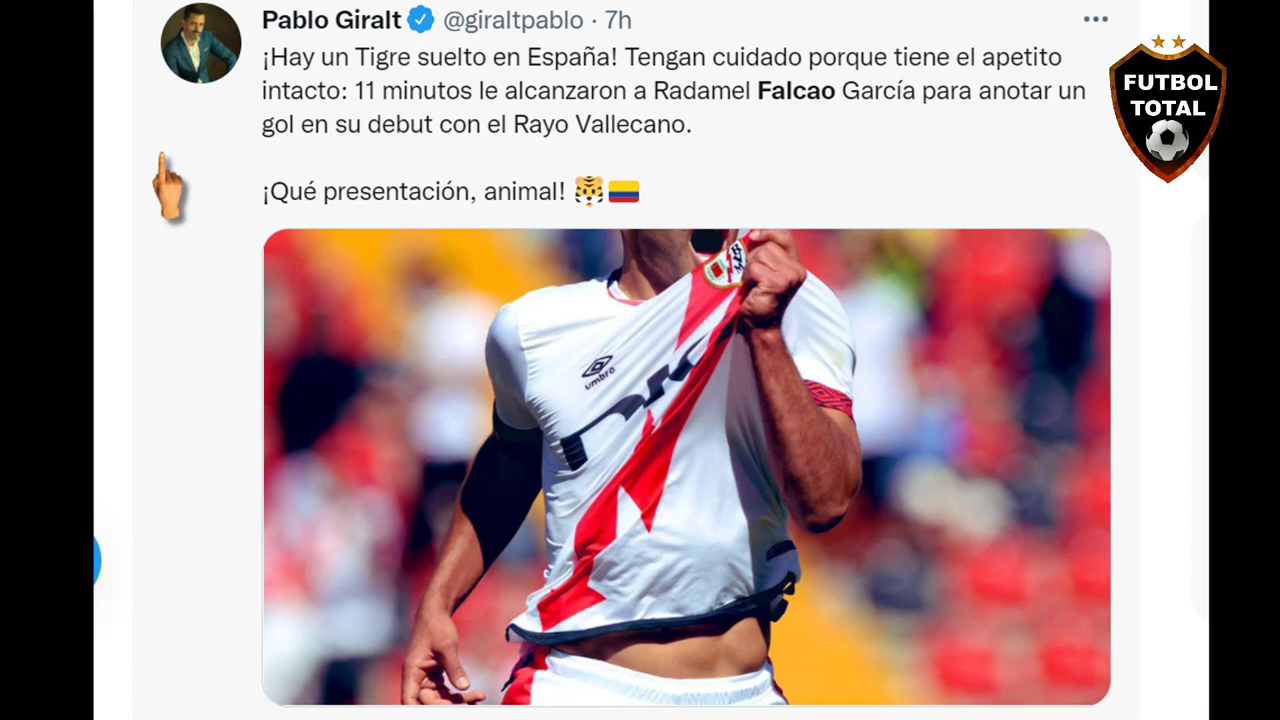 Pablo Giralt @giraltpablo · 7h
¡Hay un Tigre suelto en España! Tengan cuidado porque tiene el apetito
intacto: 11 minutos le alcanzaron a Radamel Falcao García para anotar un
gol en su debut con el Rayo Vallecano.
¡Qué presentación, animal! 🐯🇨🇴
FUTBOL
TOTAL
umbro